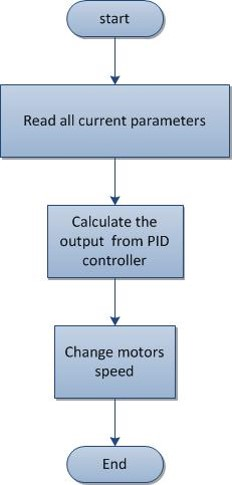 start
Read all current parameters
Calculate the
output from PID
controller
Change motors
speed
End